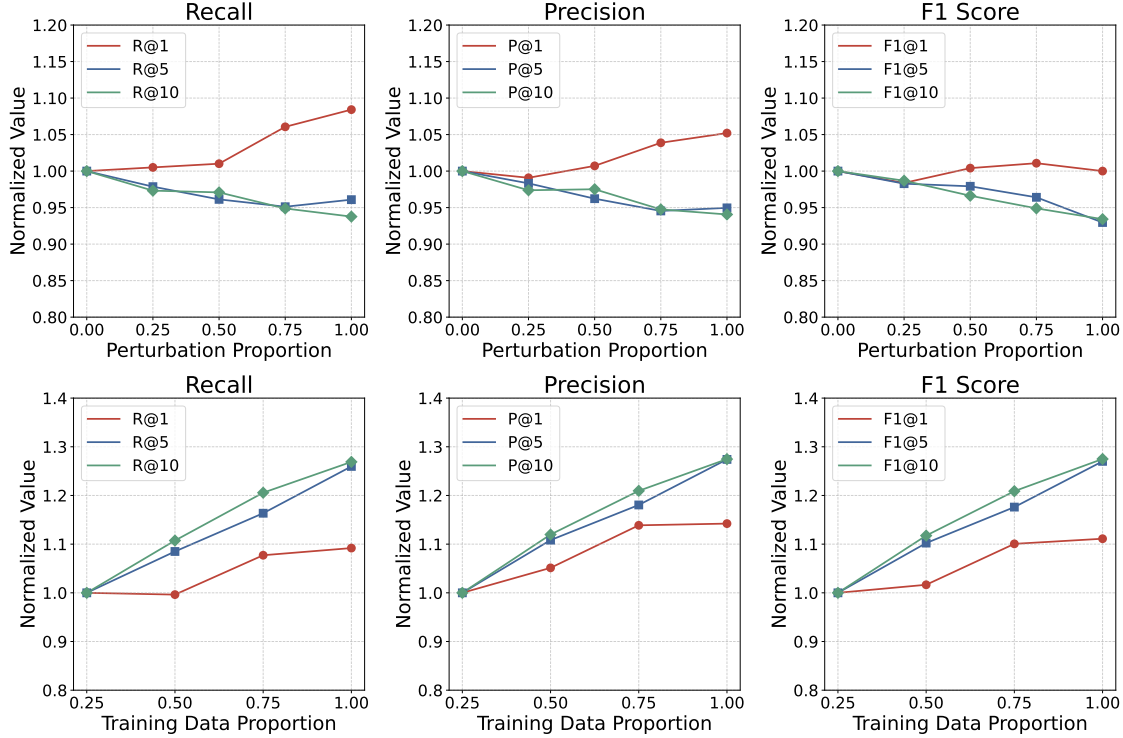 Recall
1.20
1.15
1.10
1.05
1.00
0.95
0.90
0.85
0.80
Normalized Value
R@1
R@5
R@10
0.00 0.25 0.50 0.75 1.00
Perturbation Proportion
Precision
1.20
1.15
1.10
1.05
1.00
0.95
0.90
0.85
0.80
Normalized Value
P@1
P@5
P@10
0.00 0.25 0.50 0.75 1.00
Perturbation Proportion
F1 Score
1.20
1.15
1.10
1.05
1.00
0.95
0.90
0.85
0.80
Normalized Value
F1@1
F1@5
F1@10
0.00 0.25 0.50 0.75 1.00
Perturbation Proportion
Recall
1.4
1.3
1.2
1.1
1.0
0.9
0.8
Normalized Value
R@1
R@5
R@10
0.25 0.50 0.75 1.00
Training Data Proportion
Precision
1.4
1.3
1.2
1.1
1.0
0.9
0.8
Normalized Value
P@1
P@5
P@10
0.25 0.50 0.75 1.00
Training Data Proportion
F1 Score
1.4
1.3
1.2
1.1
1.0
0.9
0.8
Normalized Value
F1@1
F1@5
F1@10
0.25 0.50 0.75 1.00
Training Data Proportion